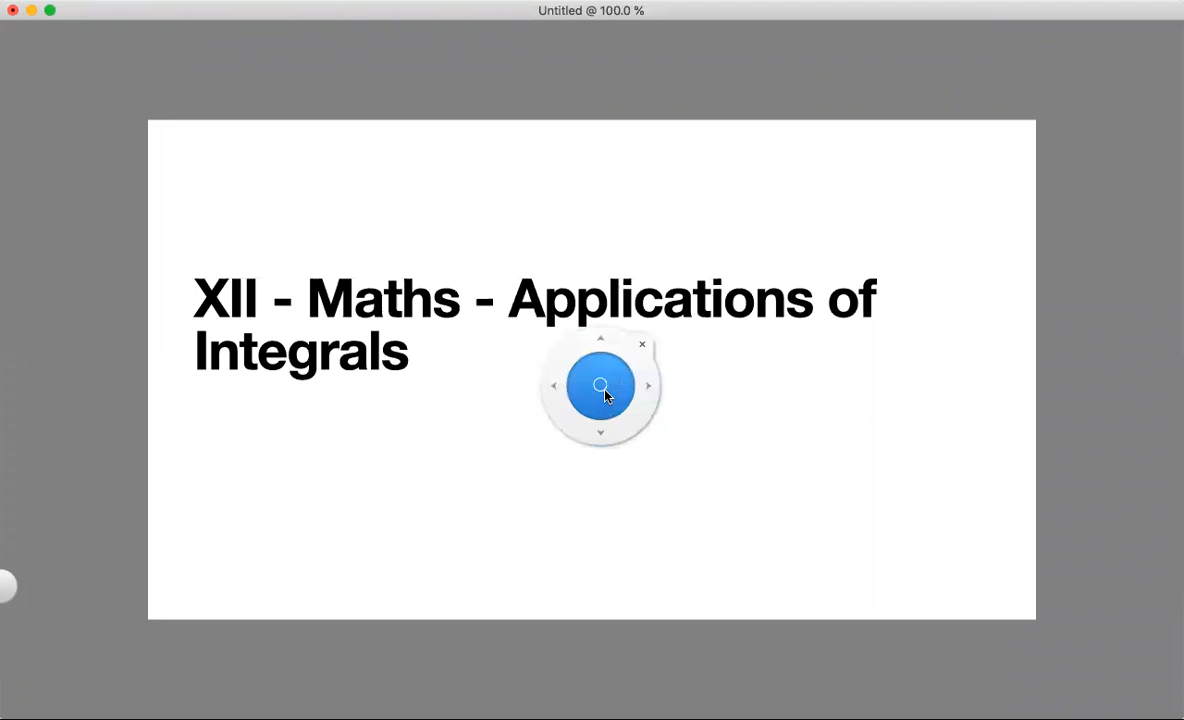 Untitled @ 100.0 %
XII - Maths - Applications of
Integrals